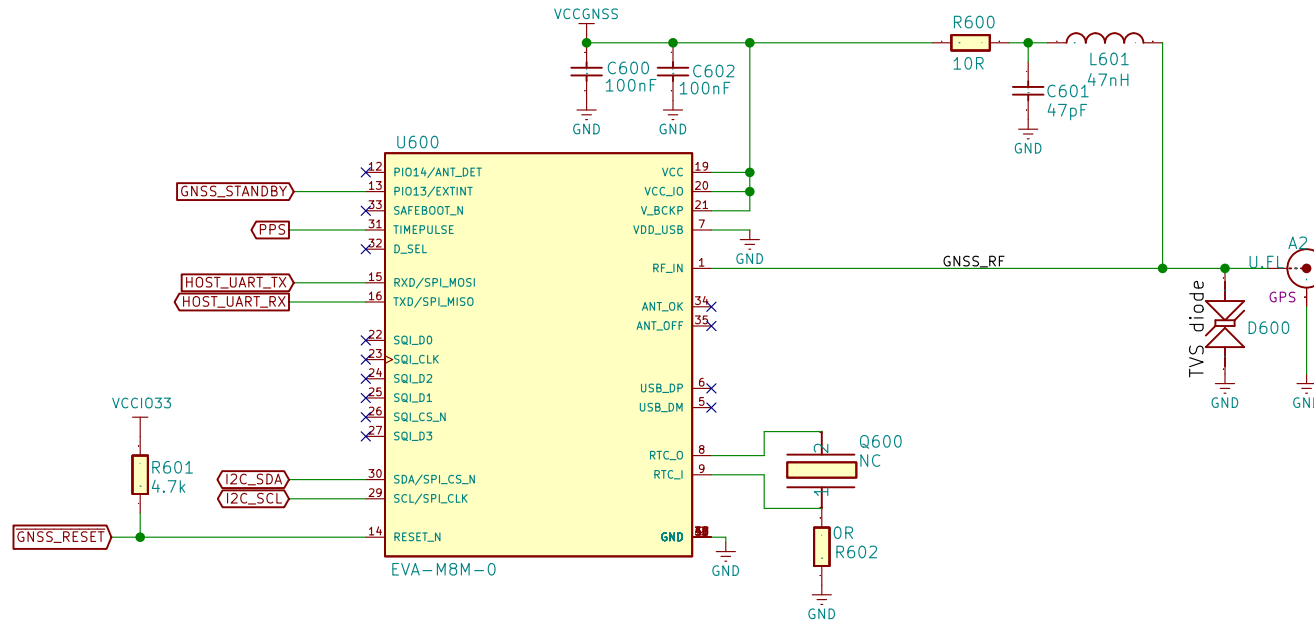 VCCGNSS
R600
10R
L601
47nH
C600
100nF
C602
100nF
C601
47pF
GND
GND
GND
U600
12
PIO14/ANT_DET
GNSS_STANDBY
13
PIO13/EXTINT
33
SAFEBOOT_N
PPS
31
TIMEPULSE
32
D_SEL
HOST_UART_TX
15
RXD/SPI_MOSI
HOST_UART_RX
16
TXD/SPI_MISO
22
SQI_D0
23
SQI_CLK
24
SQI_D2
25
SQI_D1
26
SQI_CS_N
27
SQI_D3
VCCIO33
R601
4.7k
I2C_SDA
30
SDA/SPI_CS_N
I2C_SCL
29
SCL/SPI_CLK
GNSS_RESET
14
RESET_N
EVA-M8M-0
VCC
19
VCC_IO
20
V_BCKP
21
VDD_USB
7
GND
RF_IN
1
GNSS_RF
ANT_OK
34
ANT_OFF
35
USB_DP
6
USB_DM
5
RTC_O
8
RTC_I
9
GND
GND
2
1
Q600
NC
0R
R602
GND
A2
U.FL
GPS
TVS diode
D600
GND
GND